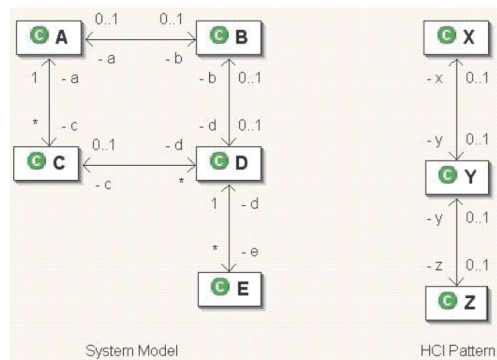 0..1 0..1
C A C B C X
- a - b
1 - a - b 0..1 - x 0..1
* - c 0..1 - d - d 0..1 - y 0..1
C C C D C Y
- c * 1 - d - y 0..1
* - e - z 0..1
C E C Z
System Model HCI Pattern